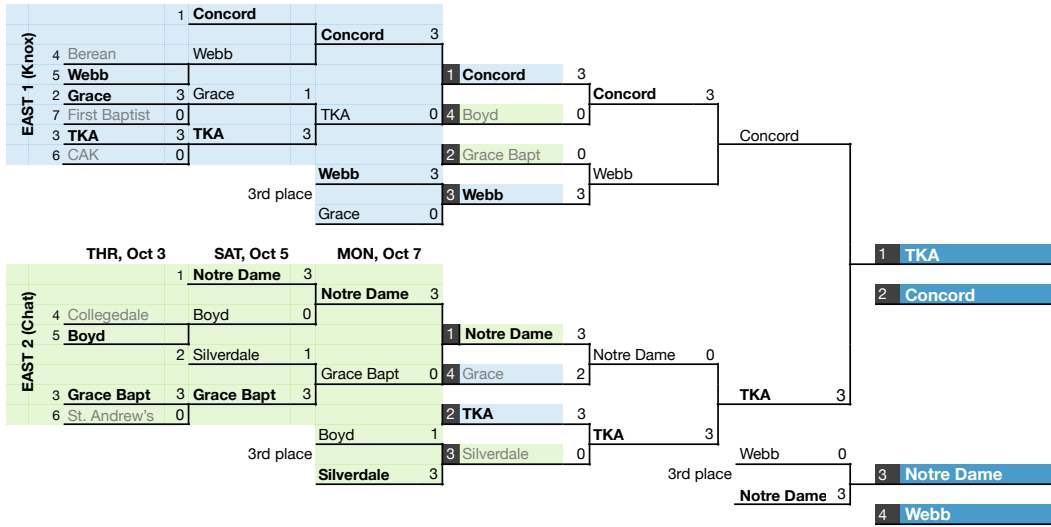 1 Concord
Concord 3
4 Berean Webb
5 Webb 1 Concord 3
2 Grace 3 Grace 1 Concord 3
7 First Baptist 0 TKA 0 4 Boyd 0
3 TKA 3 TKA 3 Concord
6 CAK 0 2 Grace Bapt 0
EAST 1 (Knox)
Webb 3 Webb
3rd place 3 Webb 3
Grace 0
THR, Oct 3 SAT, Oct 5 MON, Oct 7
1 TKA
1 Notre Dame 3
Notre Dame 3 2 Concord
4 Collegedale Boyd 0
5 Boyd 1 Notre Dame 3
2 Silverdale 1 Notre Dame 0
Grace Bapt 0 4 Grace 2
3 Grace Bapt 3 Grace Bapt 3 TKA 3
6 St. Andrew's 0 2 TKA 3
EAST 2 (Chat)
Boyd 1 TKA 3
3rd place 3 Silverdale 0 Webb 0
Silverdale 3 3rd place 3 Notre Dame
Notre Dame 3
4 Webb